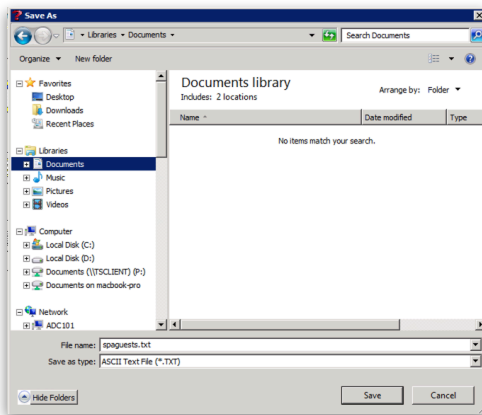 Save As
Libraries Documents
Search Documents
Organize New folder
Favorites
Desktop
Downloads
Recent Places
Libraries
Documents
Music
Pictures
Videos
Computer
Local Disk (C:)
Local Disk (D:)
Documents (\\TSCLIENT) (P:)
Documents on macbook-pro
Network
ADC101
Documents library
Includes: 2 locations
Arrange by: Folder
Name Date modified Type
No items match your search.
File name: spaguests.txt
Save as type: ASCII Text File (*.TXT)
Hide Folders Save Cancel